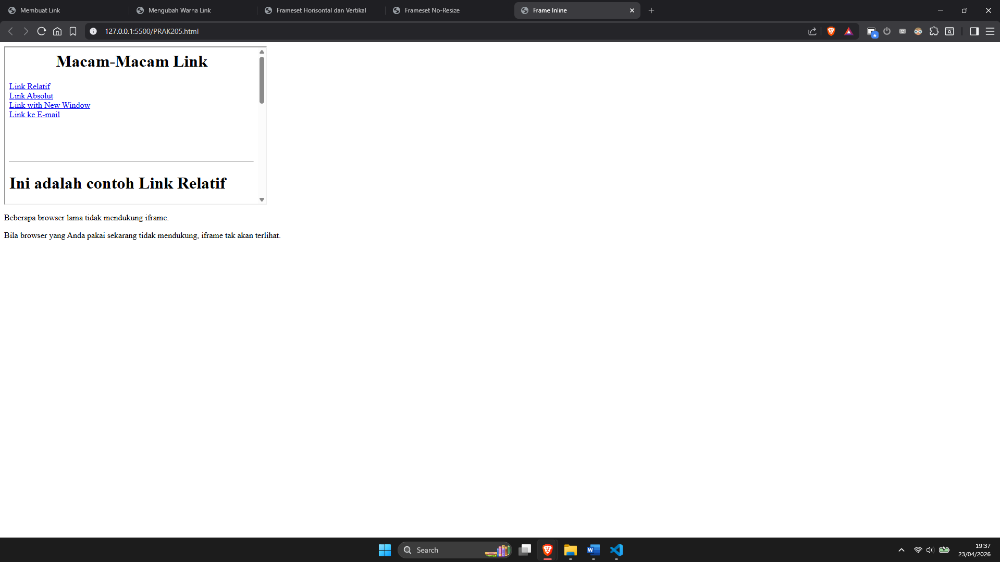 Membuat Link
Mengubah Warna Link
Frameset Horisontal dan Vertikal
Frameset No-Resize
Frame Inline
127.0.0.1:5500/PRAK205.html
Macam-Macam Link
Link Relatif
Link Absolut
Link with New Window
Link ke E-mail
Ini adalah contoh Link Relatif
Beberapa browser lama tidak mendukung iframe.
Bila browser yang Anda pakai sekarang tidak mendukung, iframe tak akan terlihat.
Search
19:37
23/04/2026